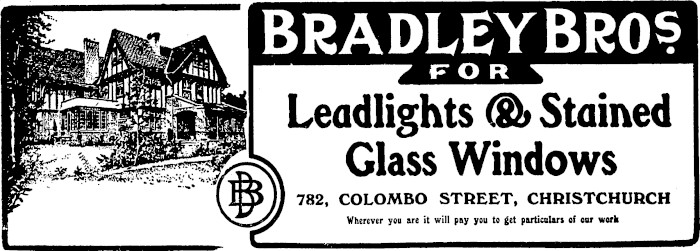 BRADLEY BROS.
FOR
Leadlights & Stained
Glass Windows
BB
782, COLOMBO STREET, CHRISTCHURCH
Wherever you are it will pay you to get particulars of our work